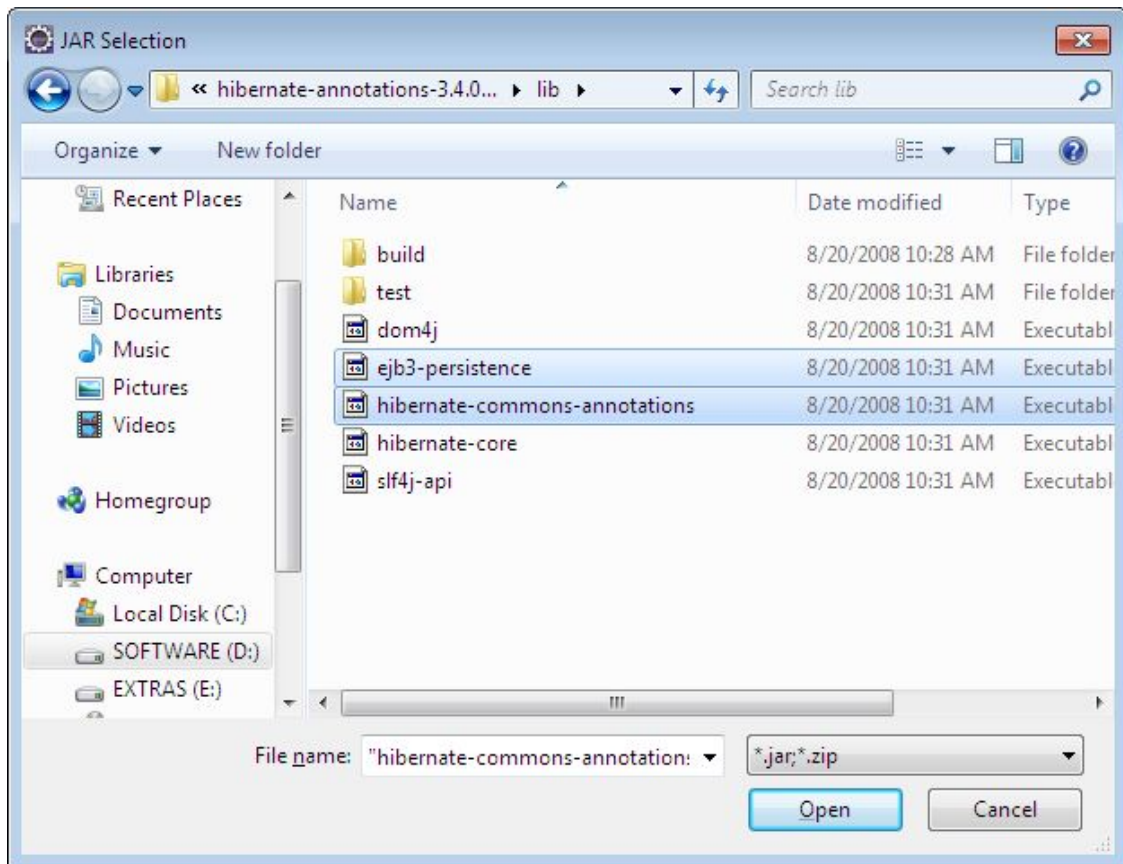 JAR Selection
« hibernate-annotations-3.4.0... lib Search lib
Organize New folder
Recent Places
Libraries
Documents
Music
Pictures
Videos
Homegroup
Computer
Local Disk (C:)
SOFTWARE (D:)
EXTRAS (E:)
Name Date modified Type
build 8/20/2008 10:28 AM File folder
test 8/20/2008 10:31 AM File folder
dom4j 8/20/2008 10:31 AM Executabl
ejb3-persistence 8/20/2008 10:31 AM Executabl
hibernate-commons-annotations 8/20/2008 10:31 AM Executabl
hibernate-core 8/20/2008 10:31 AM Executabl
slf4j-api 8/20/2008 10:31 AM Executabl
File name: "hibernate-commons-annotation *.jar;*.zip
Open Cancel